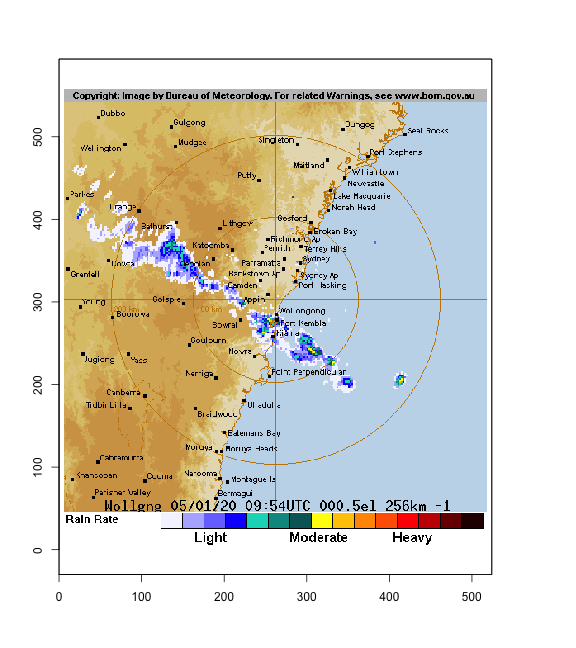 Copyright: Image by Bureau of Meteorology. For related Warnings, see www.bom.gov.au
Dubbo
Gulgong
Dungog
Seal Rocks
Wellington
Mudgee
Singleton
Port Stephens
Maitland
Williamtown
Putty
Newcastle
Parkes
Lake Macquarie
Orange
Norah Head
Gosford
Bathurst
Lithgow
Broken Bay
Richmond Ap
Katoomba
Terrey Hills
Penrith
Sydney
Cowra
Oberon
Parramatta
Grenfell
Bankstown Ap
Sydney Ap
Camden
Port Hacking
Young
Goulsp
Appin
Boorowa
Wollongong
Bowral
Port Kembla
Kiama
Goulburn
Jugiong
Yass
Nowra
Nerriga
Point Perpendicular
Canberra
Tidbinbilla
Braidwood
Ulladulla
Batemans Bay
Moruya
Moruya Heads
Cabramurra
Khancoban
Cooma
Narooma
Montague Is
Perisher Valley
Bermagui
Wollgng 05/01/20 09:54UTC 000.5el 256km -1
Rain Rate
Light
Moderate
Heavy
0
100
200
300
400
500
0
100
200
300
400
500